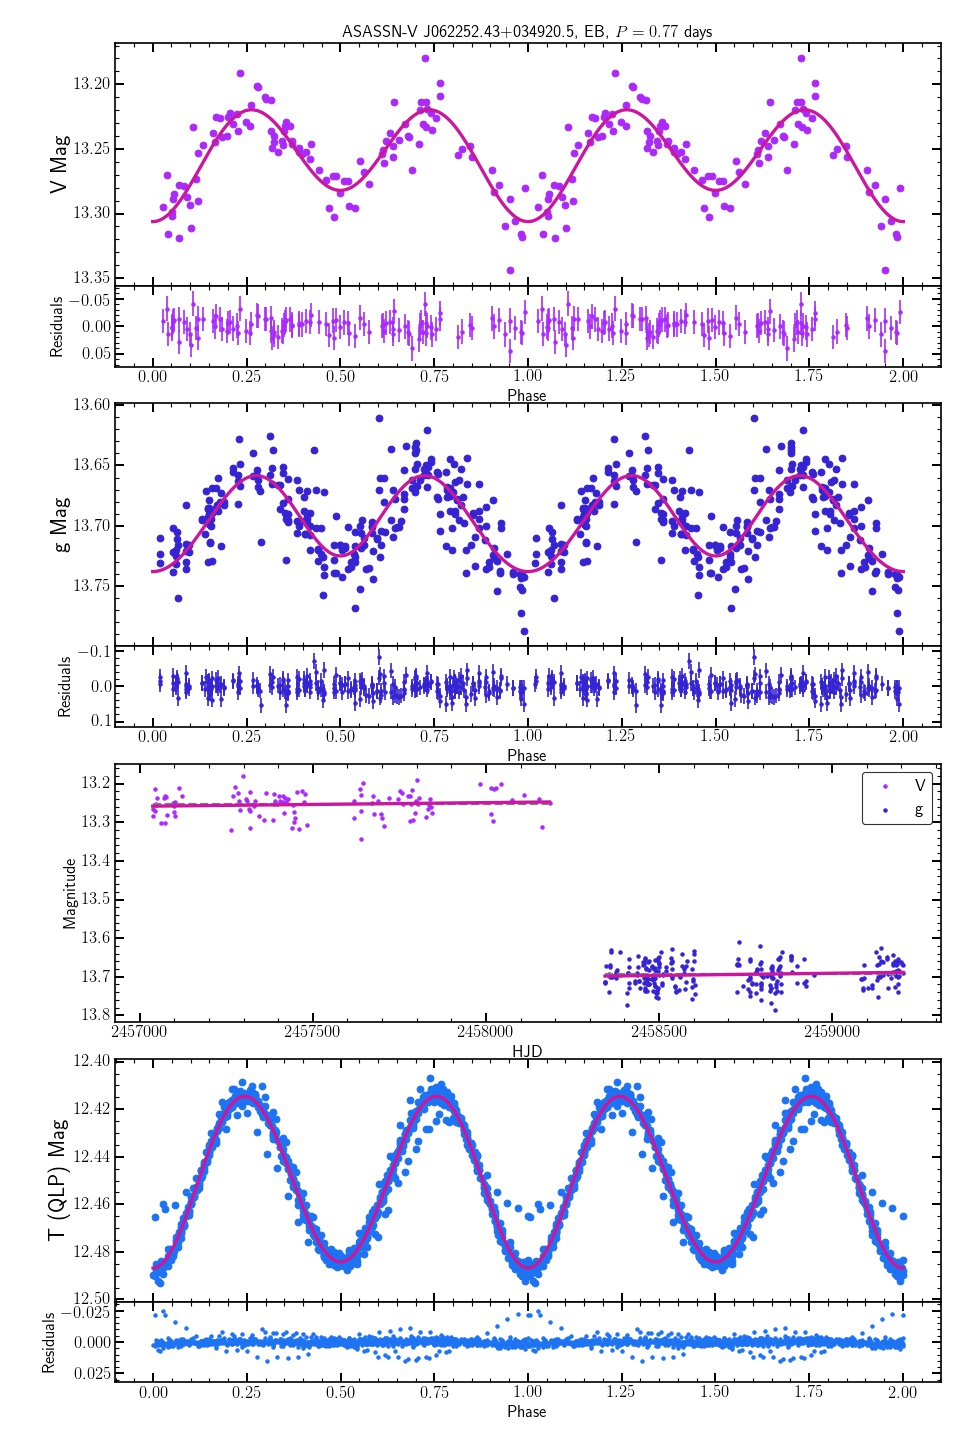 ASASSN-V J062252.43+034920.5, EB, P = 0.77 days
V Mag
13.20
13.25
13.30
13.35
Residuals
−0.05
0.00
0.05
0.00 0.25 0.50 0.75 1.00 1.25 1.50 1.75 2.00
Phase
g Mag
13.60
13.65
13.70
13.75
Residuals
−0.1
0.0
0.1
0.00 0.25 0.50 0.75 1.00 1.25 1.50 1.75 2.00
Phase
Magnitude
13.2
13.3
13.4
13.5
13.6
13.7
13.8
V
g
2457000 2457500 2458000 2458500 2459000
HJD
T (QLP) Mag
12.40
12.42
12.44
12.46
12.48
12.50
Residuals
−0.025
0.000
0.025
0.00 0.25 0.50 0.75 1.00 1.25 1.50 1.75 2.00
Phase